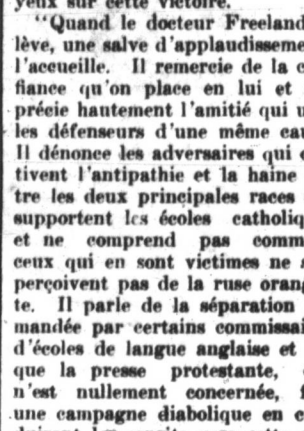 yeux sur cette victoire.
"Quand le docteur Freeland
lève, une salve d'applaudisseme
l'accueille. Il remercie de la c
fiance qu'on place en lui et
précie hautement l'amitié qui u
les défenseurs d'une même cau
Il dénonce les adversaires qui c
tivent l'antipathie et la haine
tre les deux principales races
supportent les écoles catholiq
et ne comprend pas comm
ceux qui en sont victimes ne s
perçoivent pas de la ruse orang
te. Il parle de la séparation
mandée par certains commissai
d'écoles de langue anglaise et
que la presse protestante,
n'est nullement concernée, f
une campagne diabolique en c